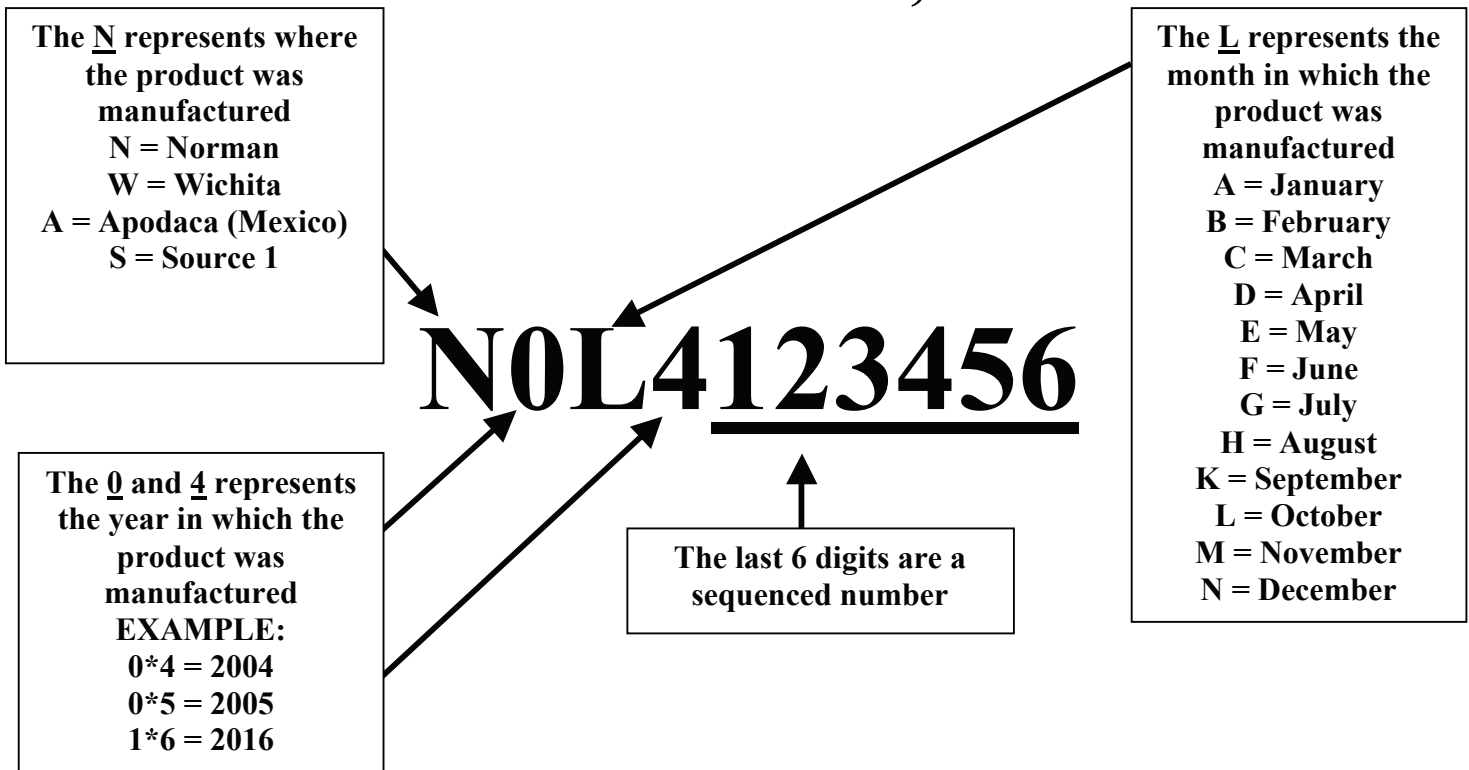 The N represents where
the product was
manufactured
N = Norman
W = Wichita
A = Apodaca (Mexico)
S = Source 1
The L represents the
month in which the
product was
manufactured
A = January
B = February
C = March
D = April
E = May
F = June
G = July
H = August
K = September
L = October
M = November
N = December
N0L4123456
The 0 and 4 represents
the year in which the
product was
manufactured
EXAMPLE:
0*4 = 2004
0*5 = 2005
1*6 = 2016
The last 6 digits are a
sequenced number